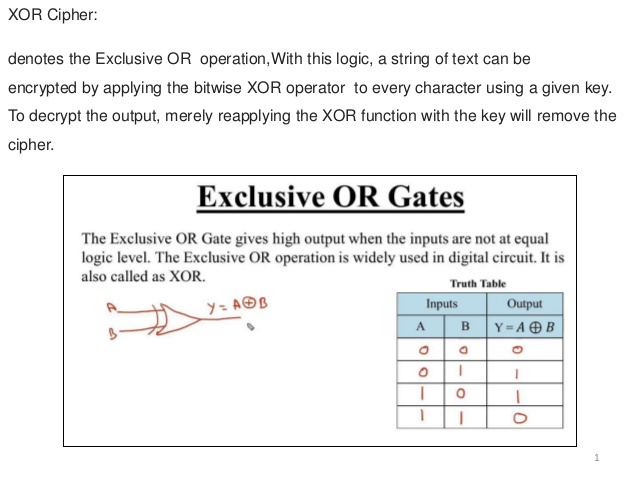 XOR Cipher:
denotes the Exclusive OR operation,With this logic, a string of text can be
encrypted by applying the bitwise XOR operator to every character using a given key.
To decrypt the output, merely reapplying the XOR function with the key will remove the
cipher.
Exclusive OR Gates
The Exclusive OR Gate gives high output when the inputs are not at equal
logic level. The Exclusive OR operation is widely used in digital circuit. It is
also called as XOR.
A
B
Y = A ⊕ B
Truth Table
Inputs Output
A B Y = A ⊕ B
0 0 0
0 1 1
1 0 1
1 1 0
1